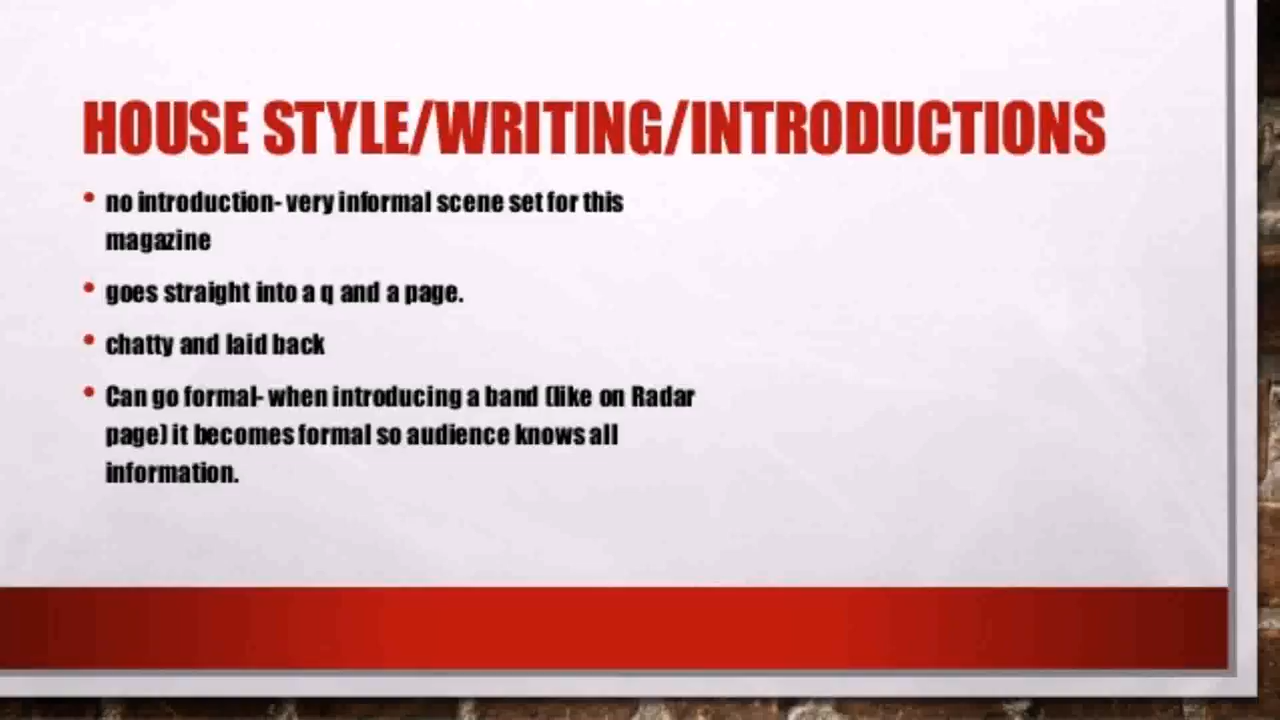 HOUSE STYLE/WRITING/INTRODUCTIONS
• no introduction- very informal scene set for this
magazine
• goes straight into a q and a page.
• chatty and laid back
• Can go formal- when introducing a band (like on Radar
page) it becomes formal so audience knows all
information.